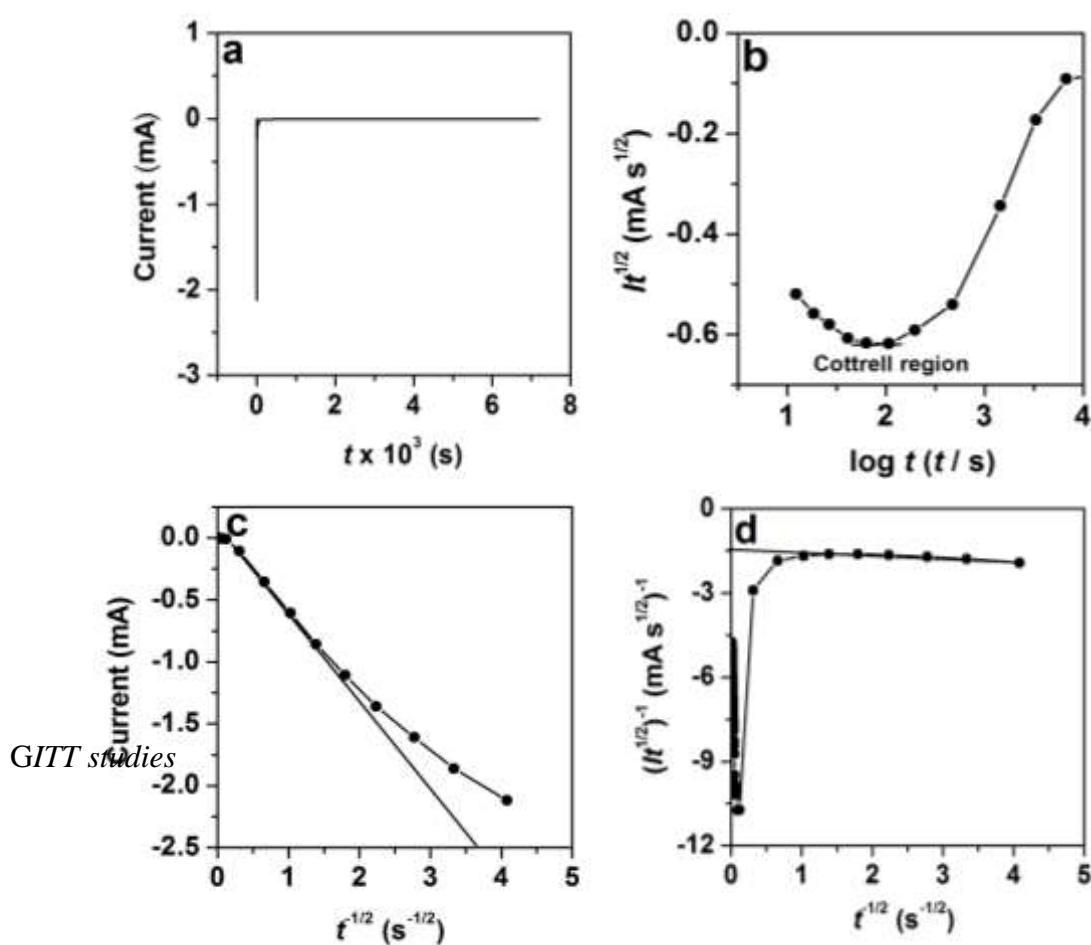 a
Current (mA)
1
0
-1
-2
-3
0 2 4 6 8
t x 10³ (s)
b
It^1/2 (mA s^1/2)
0.0
-0.2
-0.4
-0.6
Cottrell region
1 2 3 4
log t (t / s)
c
Current (mA)
0.0
-0.5
-1.0
-1.5
-2.0
-2.5
0 1 2 3 4 5
t^-1/2 (s^-1/2)
GITT studies
d
(It^1/2)^-1 (mA s^1/2)^-1
0
-3
-6
-9
-12
0 1 2 3 4 5
t^-1/2 (s^-1/2)